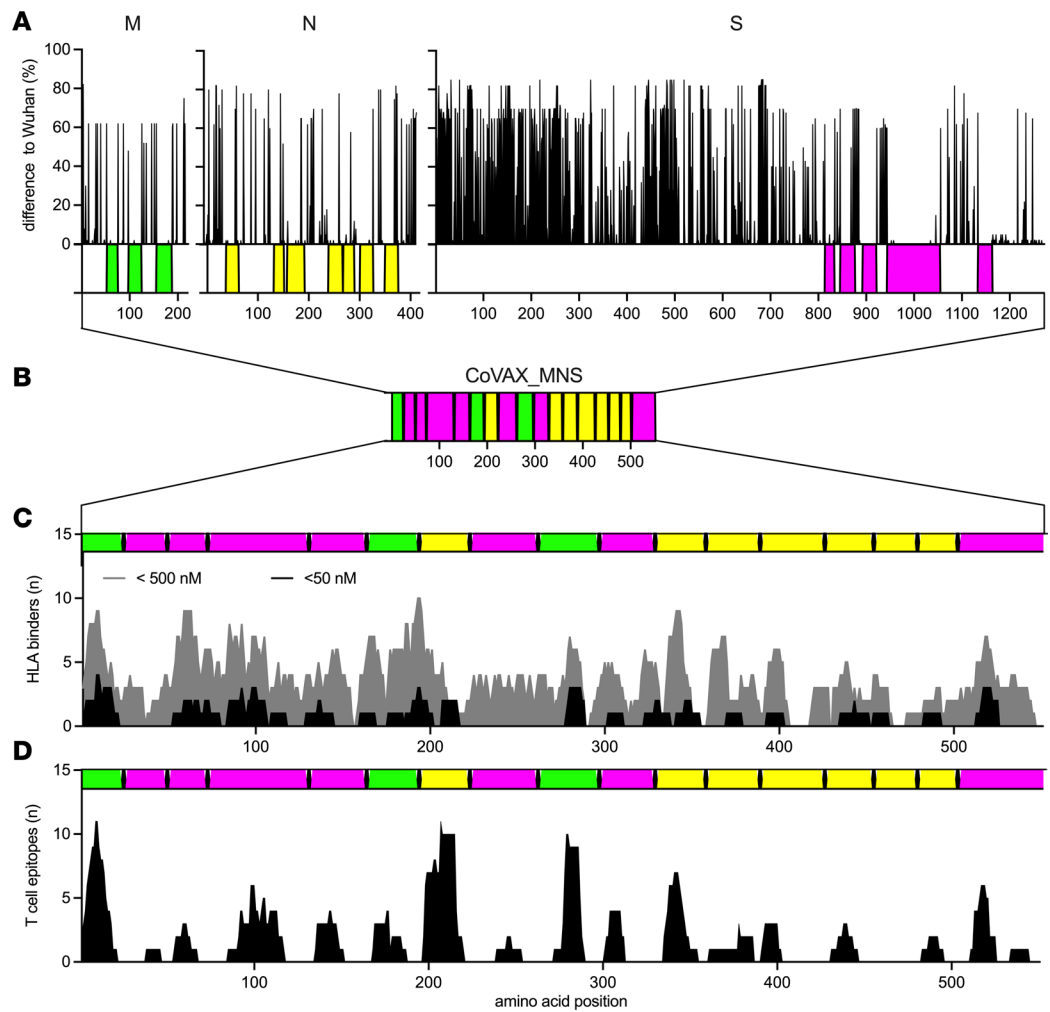 A
M N S
difference to Wuhan (%)
100
80
60
40
20
0
100 200 100 200 300 400 100 200 300 400 500 600 700 800 900 1000 1100 1200
B
CoVAX_MNS
100 200 300 400 500
C
HLA binders (n)
15
< 500 nM <50 nM
10
5
0
100 200 300 400 500
D
T cell epitopes (n)
15
10
5
0
100 200 300 400 500
amino acid position